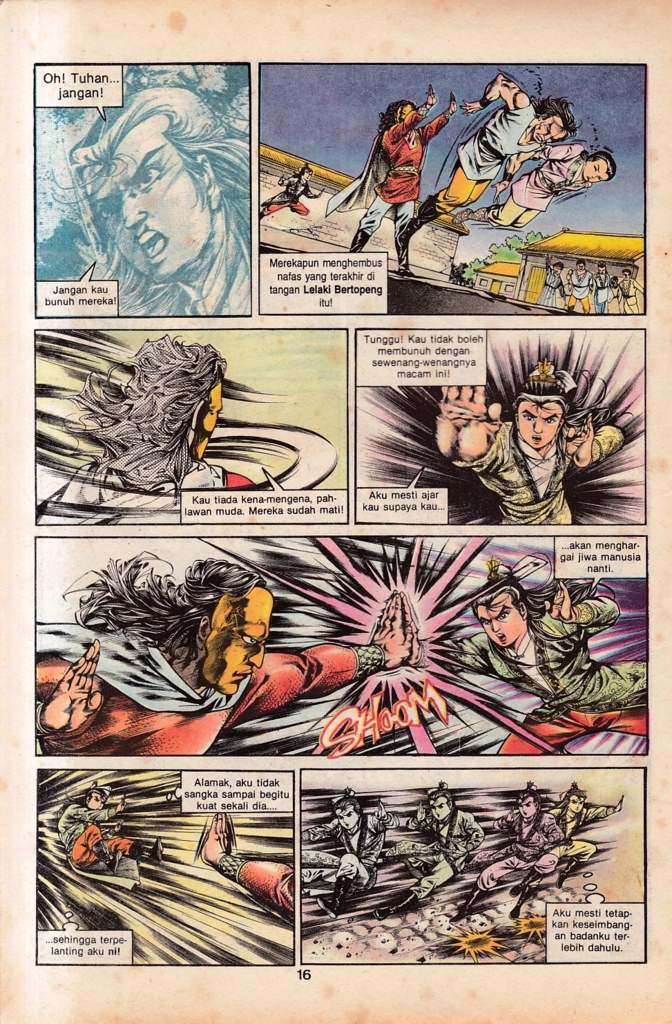 Oh! Tuhan...
jangan!
Jangan kau
bunuh mereka!
Merekapun menghembus
nafas yang terakhir di
tangan Lelaki Bertopeng
itu!
Kau tiada kena-mengena, pah-
lawan muda. Mereka sudah mati!
Tunggu! Kau tidak boleh
membunuh dengan
sewenang-wenangnya
macam ini!
Aku mesti ajar
kau supaya kau...
...akan menghar-
gai jiwa manusia
nanti.
SHOOM
Alamak, aku tidak
sangka sampai begitu
kuat sekali dia....
...sehingga terpe-
lanting aku ni!
Aku mesti tetap-
kan keseimbang-
an badanku ter-
lebih dahulu.
16